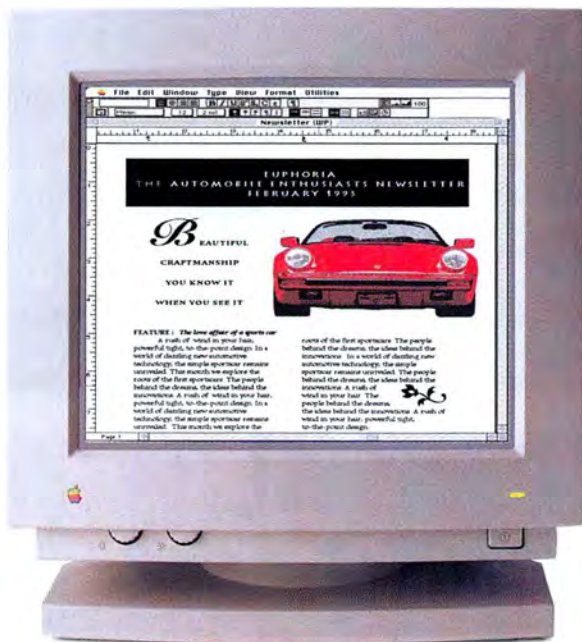 File Edit Window Type View Format Utilities
100
Newsletter (WP)
EUPHORIA
THE AUTOMOBILE ENTHUSIASTS NEWSLETTER
FEBRUARY 1995
BEAUTIFUL
CRAFTMANSHIP
YOU KNOW IT
WHEN YOU SEE IT
FEATURE : The love affair of a sports car
A rush of wind in your hair,
powerful tight, to-the-point design. In a
world of dazzling new automotive
technology, the simple sportscar remains
unrivaled. This month we explore the
roots of the first sportscars The people
behind the dreams, the ideas behind the
innovations. A rush of wind in your hair,
powerful tight, to-the-point design. In a
world of dazzling new automotive
technology, the simple sportscar remains
unrivaled. This month we explore the
roots of the first sportscars The people
behind the dreams, the ideas behind the
innovations In a world of dazzling new
automotive technology, the simple
sportscar remains unrivaled. The people
behind the dreams, the ideas behind the
innovations. A rush of
wind in your hair The
people behind the dreams,
the ideas behind the innovations. A rush of
wind in your hair, powerful tight,
to-the-point design.
Page 1